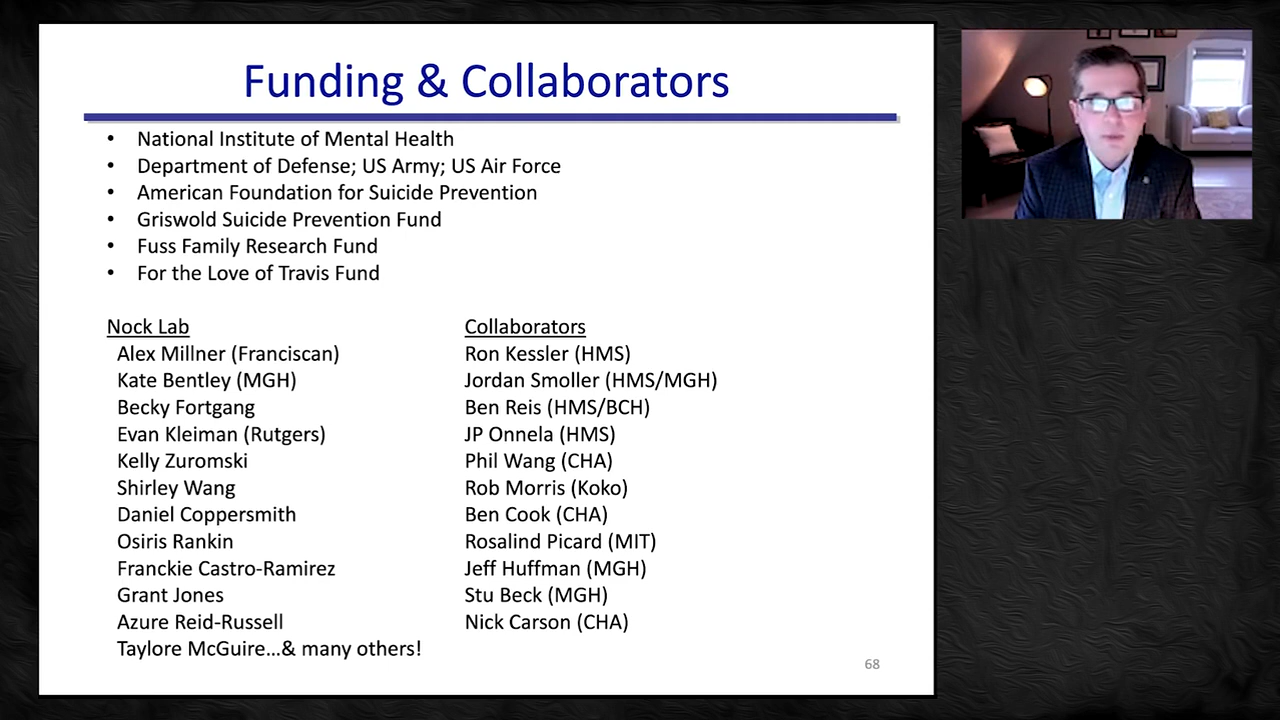 Funding & Collaborators
• National Institute of Mental Health
• Department of Defense; US Army; US Air Force
• American Foundation for Suicide Prevention
• Griswold Suicide Prevention Fund
• Fuss Family Research Fund
• For the Love of Travis Fund
Nock Lab
Alex Millner (Franciscan)
Kate Bentley (MGH)
Becky Fortgang
Evan Kleiman (Rutgers)
Kelly Zuromski
Shirley Wang
Daniel Coppersmith
Osiris Rankin
Franckie Castro-Ramirez
Grant Jones
Azure Reid-Russell
Taylore McGuire…& many others!
Collaborators
Ron Kessler (HMS)
Jordan Smoller (HMS/MGH)
Ben Reis (HMS/BCH)
JP Onnela (HMS)
Phil Wang (CHA)
Rob Morris (Koko)
Ben Cook (CHA)
Rosalind Picard (MIT)
Jeff Huffman (MGH)
Stu Beck (MGH)
Nick Carson (CHA)
68